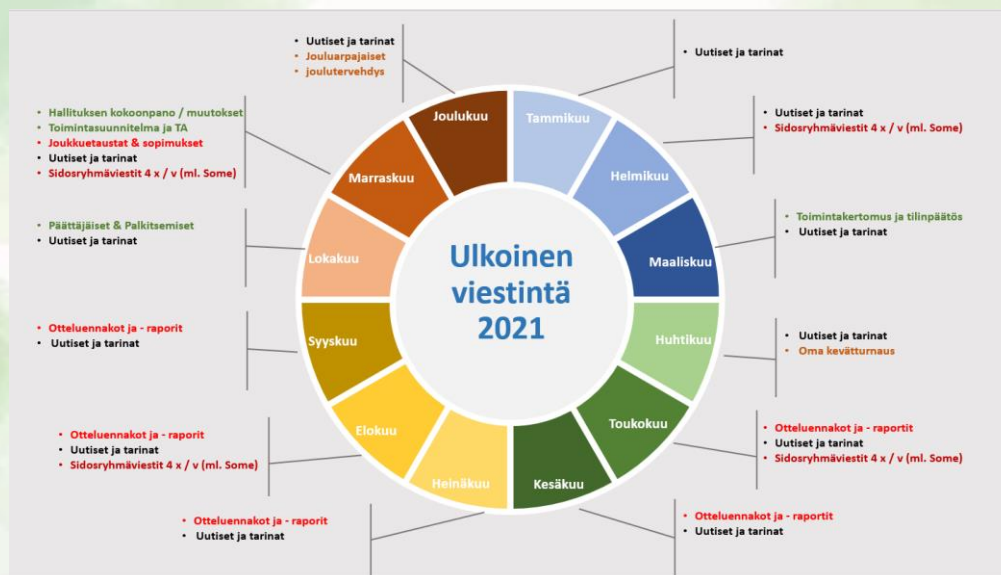 Ulkoinen
viestintä
2021
Tammikuu
• Uutiset ja tarinat
Helmikuu
• Uutiset ja tarinat
• Sidosryhmäviestit 4 x / v (ml. Some)
Maaliskuu
• Toimintakertomus ja tilinpäätös
• Uutiset ja tarinat
Huhtikuu
• Uutiset ja tarinat
• Oma kevätturnaus
Toukokuu
• Otteluennakot ja - raportit
• Uutiset ja tarinat
• Sidosryhmäviestit 4 x / v (ml. Some)
Kesäkuu
• Otteluennakot ja - raportit
• Uutiset ja tarinat
Heinäkuu
• Otteluennakot ja - raporit
• Uutiset ja tarinat
Elokuu
• Otteluennakot ja - raporit
• Uutiset ja tarinat
• Sidosryhmäviestit 4 x / v (ml. Some)
Syyskuu
• Otteluennakot ja - raporit
• Uutiset ja tarinat
Lokakuu
• Päättäjäiset & Palkitsemiset
• Uutiset ja tarinat
Marraskuu
• Hallituksen kokoonpano / muutokset
• Toimintasuunnitelma ja TA
• Joukkuetaustat & sopimukset
• Uutiset ja tarinat
• Sidosryhmäviestit 4 x / v (ml. Some)
Joulukuu
• Uutiset ja tarinat
• Jouluarpajaiset
• joulutervehdys